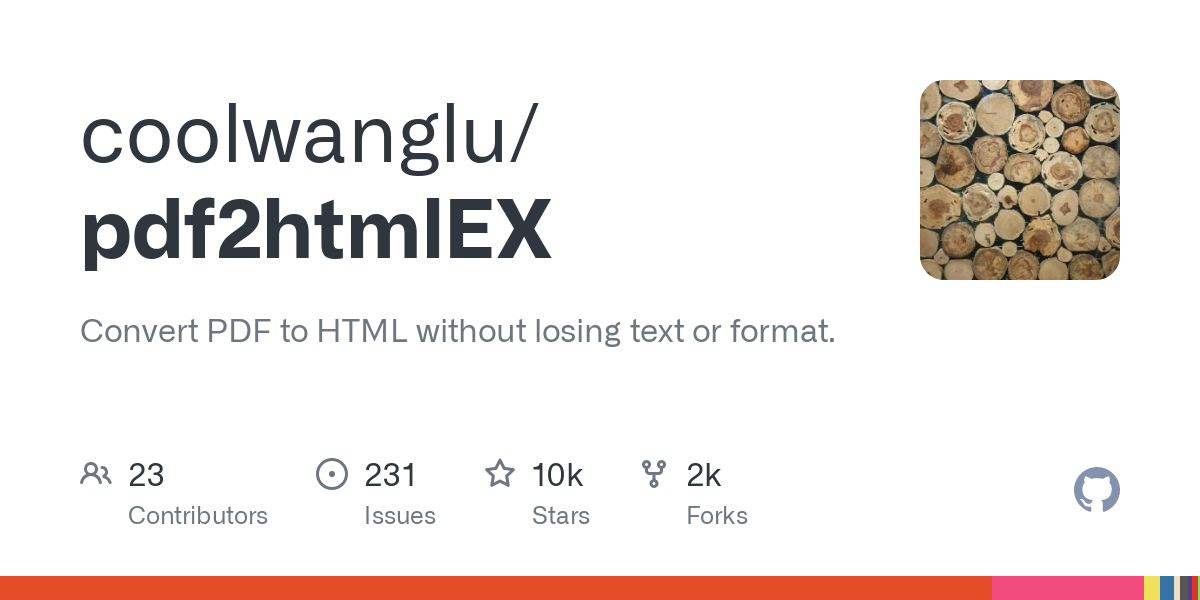 coolwanglu/
pdf2htmlEX
Convert PDF to HTML without losing text or format.
23
Contributors
231
Issues
10k
Stars
2k
Forks